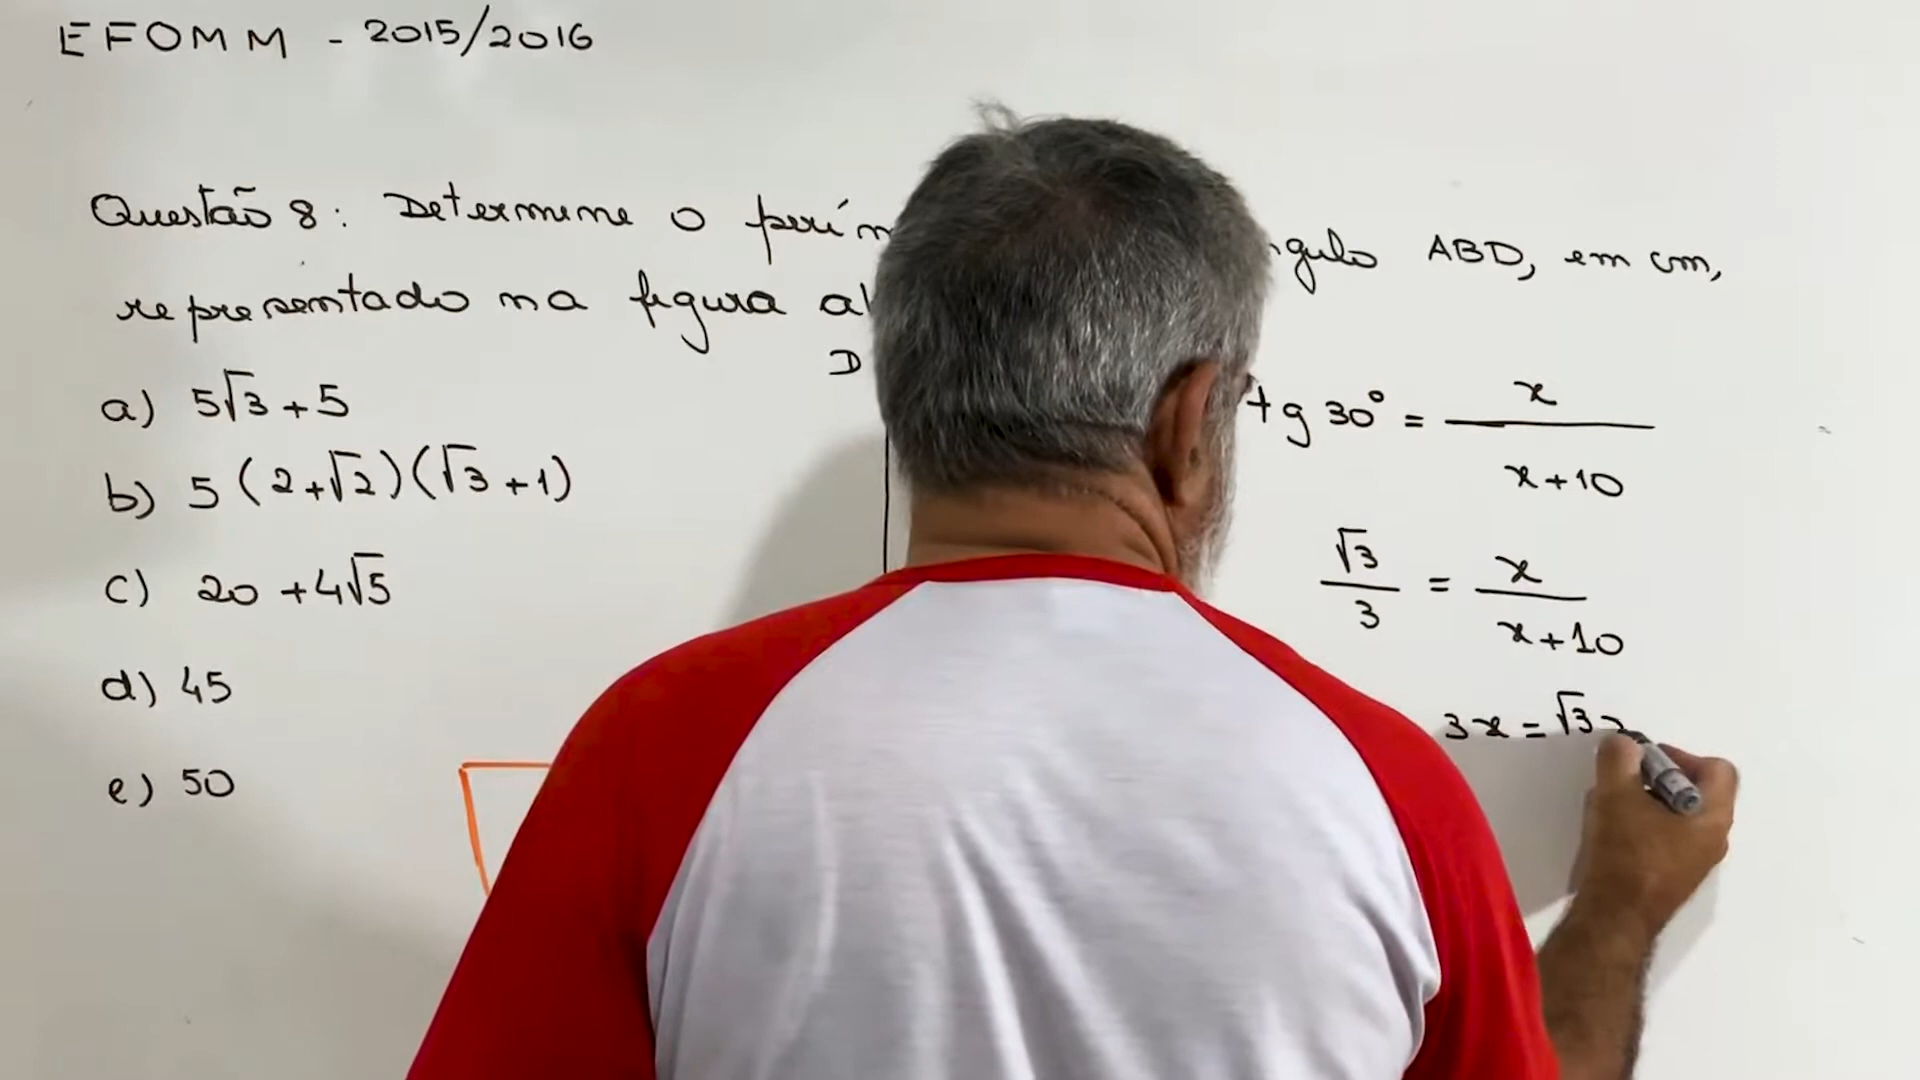 EFOMM - 2015/2016
Questão 8: Determine o perím
ngulo ABD, em cm,
representado na figura a
D
a) 5√3 + 5
b) 5 (2+√2)(√3 + 1)
c) 20 + 4√5
d) 45
e) 50
tg 30° = x / x+10
√3 / 3 = x / x+10
3x = √3